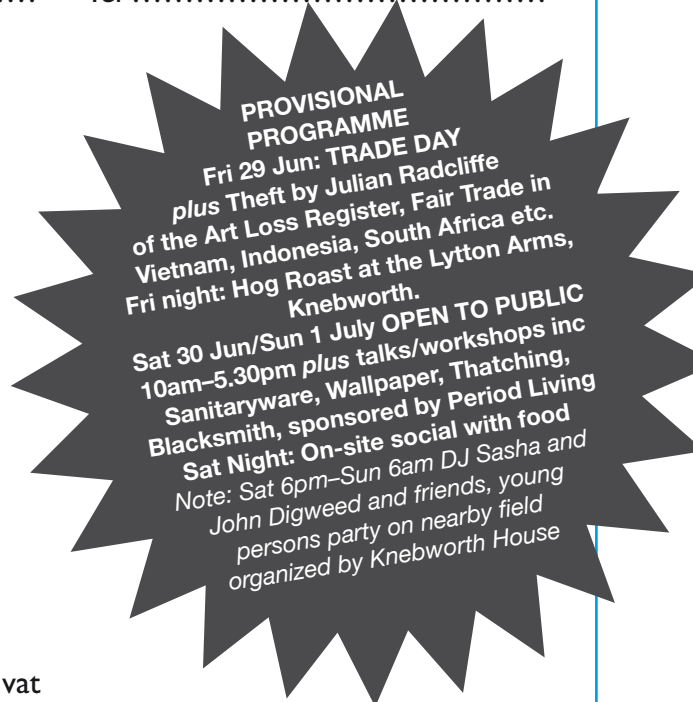 PROVISIONAL
PROGRAMME
Fri 29 Jun: TRADE DAY
plus Theft by Julian Radcliffe
of the Art Loss Register, Fair Trade in
Vietnam, Indonesia, South Africa etc.
Fri night: Hog Roast at the Lytton Arms,
Knebworth.
Sat 30 Jun/Sun 1 July OPEN TO PUBLIC
10am–5.30pm plus talks/workshops inc
Sanitaryware, Wallpaper, Thatching,
Blacksmith, sponsored by Period Living
Sat Night: On-site social with food
Note: Sat 6pm–Sun 6am DJ Sasha and
John Digweed and friends, young
persons party on nearby field
organized by Knebworth House
vat